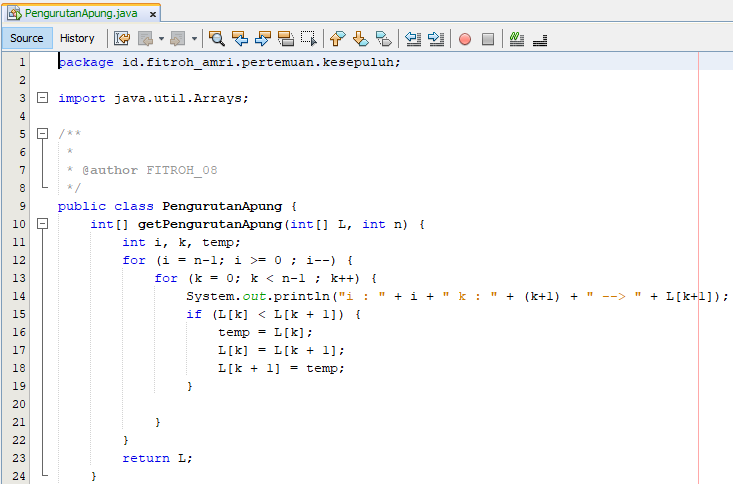 PengurutanApung.java
Source History
1 package id.fitroh_amri.pertemuan.kesepuluh;
2
3 import java.util.Arrays;
4
5 /**
6 *
7 * @author FITROH_08
8 */
9 public class PengurutanApung {
10 int[] getPengurutanApung(int[] L, int n) {
11 int i, k, temp;
12 for (i = n-1; i >= 0 ; i--) {
13 for (k = 0; k < n-1 ; k++) {
14 System.out.println("i : " + i + " k : " + (k+1) + " --> " + L[k+1]);
15 if (L[k] < L[k + 1]) {
16 temp = L[k];
17 L[k] = L[k + 1];
18 L[k + 1] = temp;
19 }
20
21 }
22 }
23 return L;
24 }